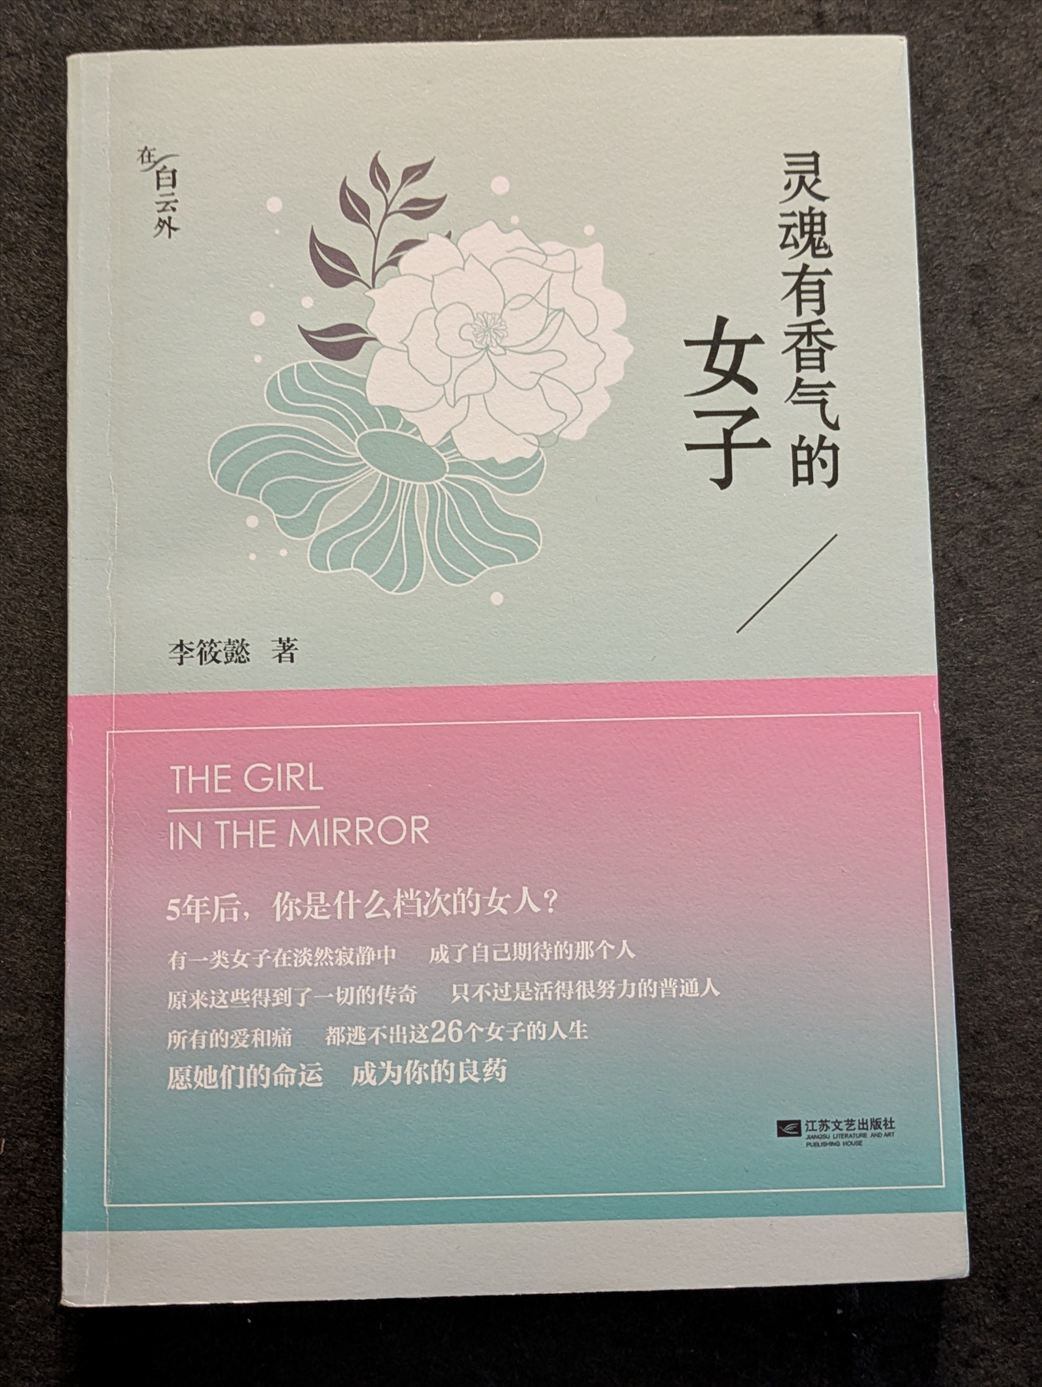 在白云外
灵魂有香气的
女子
李筱懿 著
THE GIRL
IN THE MIRROR
5年后，你是什么档次的女人？
有一类女子在淡然寂静中 成了自己期待的那个人
原来这些得到了一切的传奇 只不过是活得很努力的普通人
所有的爱和痛 都逃不出这26个女子的人生
愿她们的命运 成为你的良药
江苏文艺出版社
JIANGSU LITERATURE AND ART
PUBLISHING HOUSE